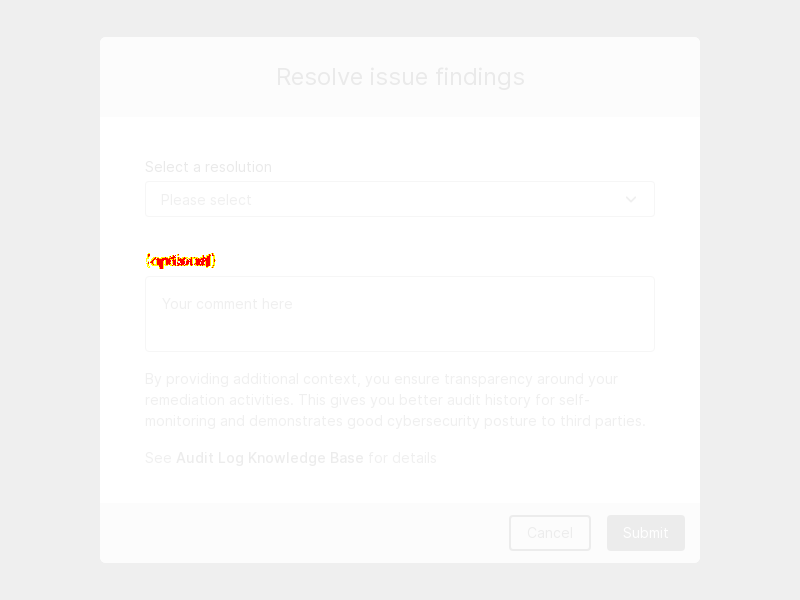 Resolve issue findings
Select a resolution
Please select
(optional)
Your comment here
By providing additional context, you ensure transparency around your
remediation activities. This gives you better audit history for self-
monitoring and demonstrates good cybersecurity posture to third parties.
See Audit Log Knowledge Base for details
Cancel
Submit